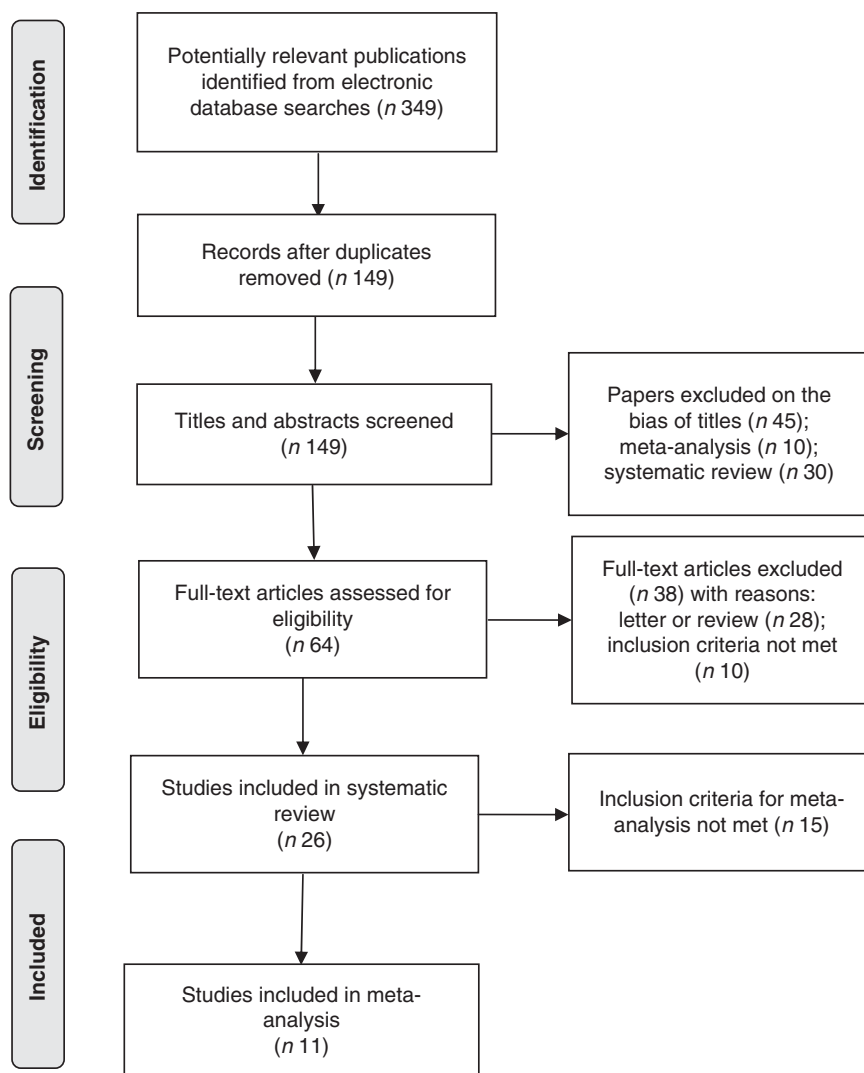 Identification
Potentially relevant publications
identified from electronic
database searches (n 349)
Records after duplicates
removed (n 149)
Screening
Titles and abstracts screened
(n 149)
Papers excluded on the
bias of titles (n 45);
meta-analysis (n 10);
systematic review (n 30)
Eligibility
Full-text articles assessed for
eligibility
(n 64)
Full-text articles excluded
(n 38) with reasons:
letter or review (n 28);
inclusion criteria not met
(n 10)
Studies included in systematic
review
(n 26)
Inclusion criteria for meta-
analysis not met (n 15)
Included
Studies included in meta-
analysis
(n 11)